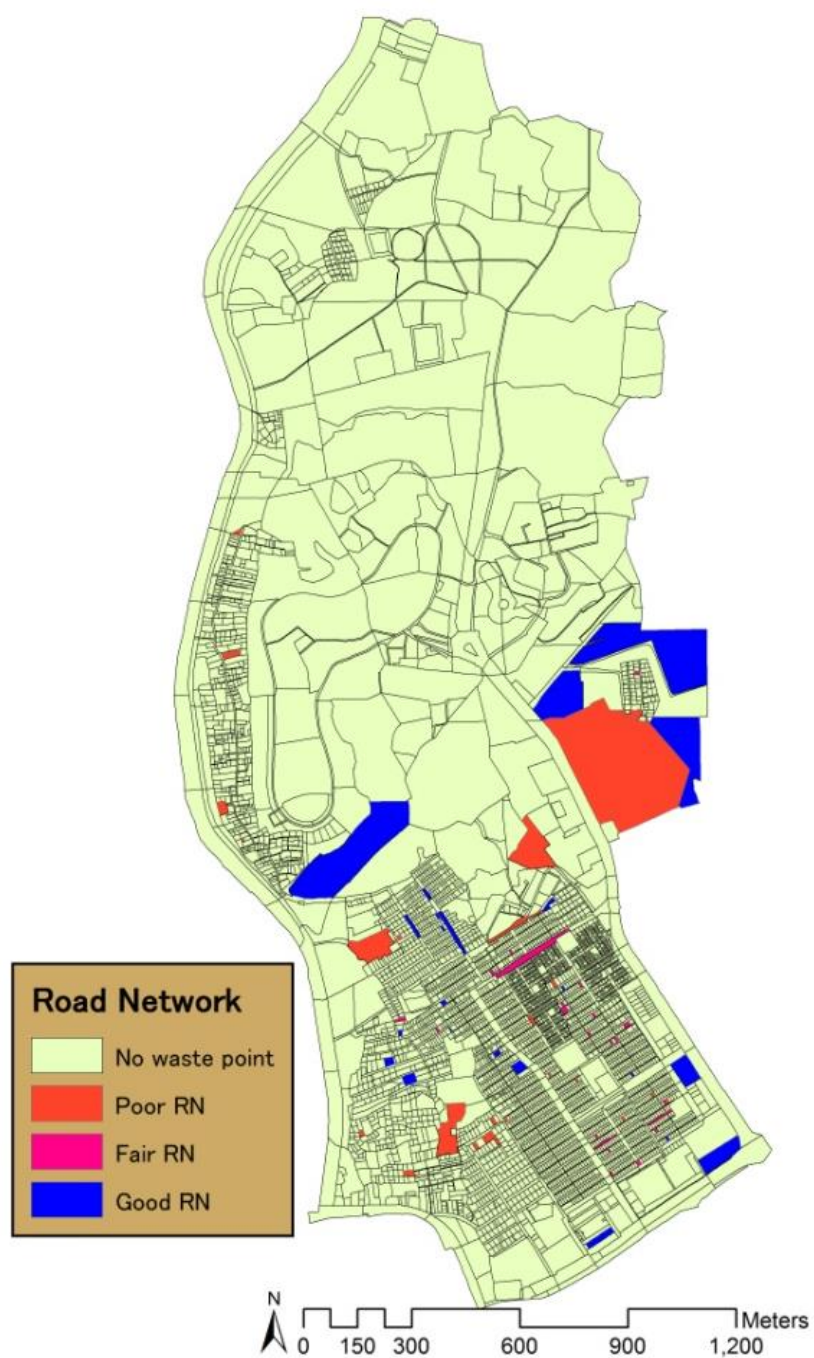 Road Network
No waste point
Poor RN
Fair RN
Good RN
N
Meters
0 150 300 600 900 1,200